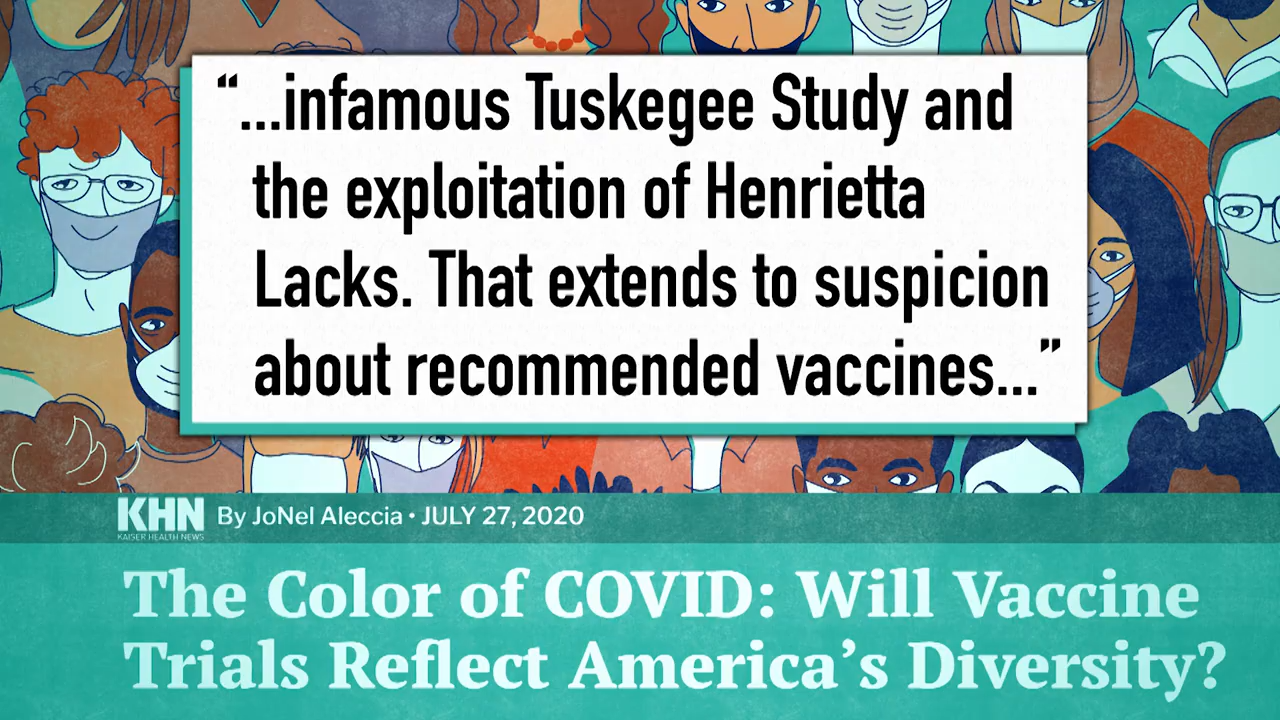 “...infamous Tuskegee Study and
the exploitation of Henrietta
Lacks. That extends to suspicion
about recommended vaccines...”
KHN By JoNel Aleccia • JULY 27, 2020
KAISER HEALTH NEWS
The Color of COVID: Will Vaccine
Trials Reflect America’s Diversity?